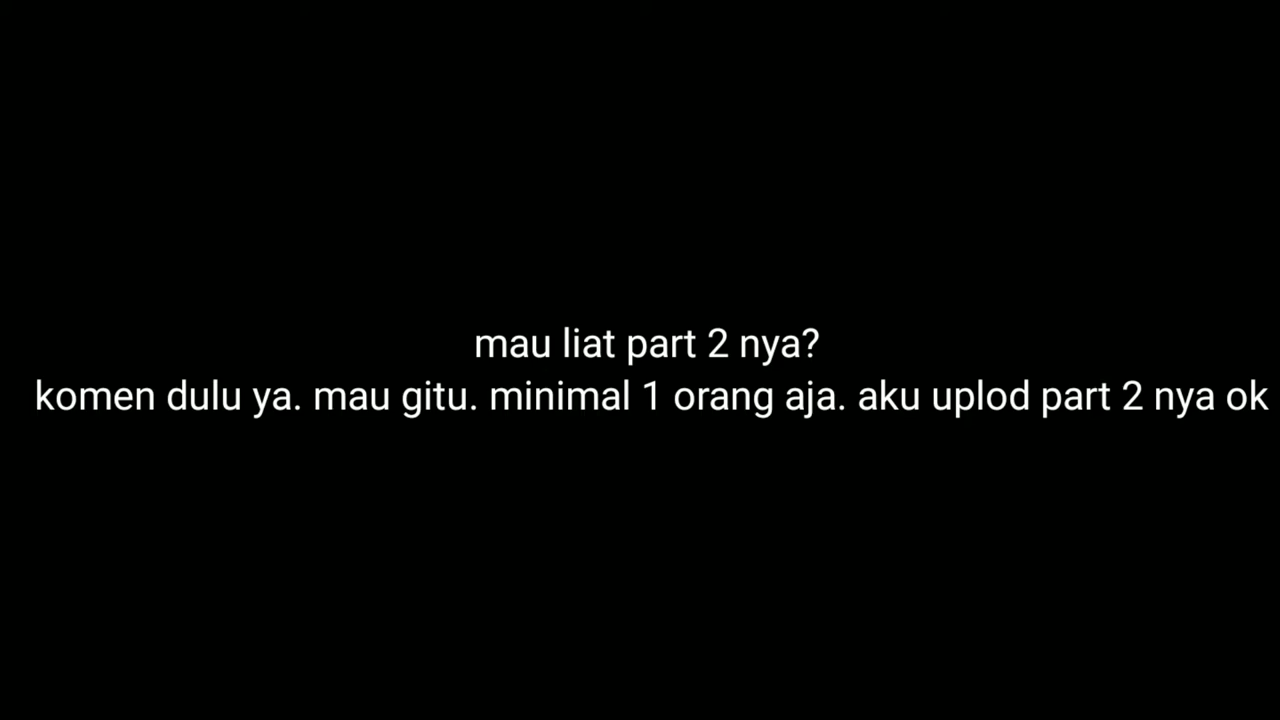 mau liat part 2 nya?
komen dulu ya. mau gitu. minimal 1 orang aja. aku uplod part 2 nya ok